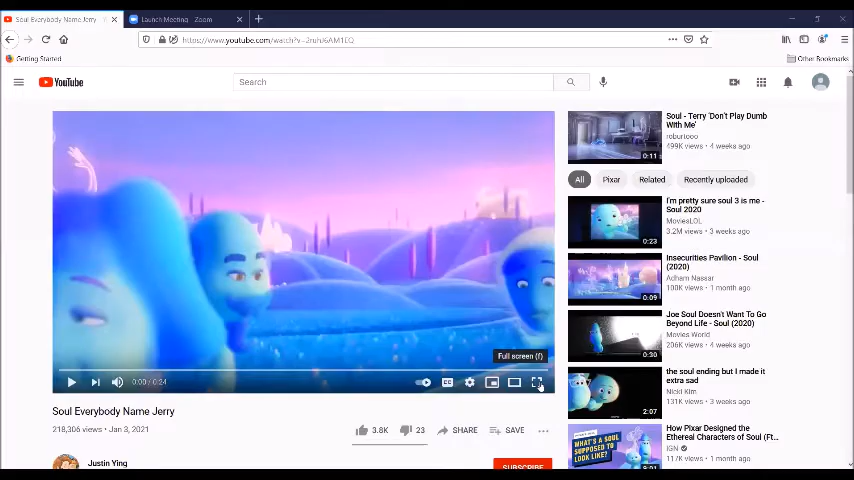 Soul Everybody Name Jerry
Launch Meeting - Zoom
https://www.youtube.com/watch?v=2ruhJ6AM1EQ
Getting Started
Other Bookmarks
YouTube
Search
Full screen (f)
0:00 / 0:24
CC
Soul Everybody Name Jerry
218,306 views • Jan 3, 2021
3.8K
23
SHARE
SAVE
Justin Ying
SUBSCRIBE
0:11
Soul - Terry 'Don't Play Dumb
With Me'
roburtooo
499K views • 4 weeks ago
All
Pixar
Related
Recently uploaded
0:23
I'm pretty sure soul 3 is me -
Soul 2020
MoviesLOL
3.2M views • 3 weeks ago
0:09
Insecurities Pavilion - Soul
(2020)
Adham Nassar
100K views • 1 month ago
0:30
Joe Soul Doesn't Want To Go
Beyond Life - Soul (2020)
Movies World
206K views • 4 weeks ago
2:07
the soul ending but I made it
extra sad
Nicki Kim
131K views • 3 weeks ago
WHAT'S A SOUL
SUPPOSED TO
LOOK LIKE?
9:01
How Pixar Designed the
Ethereal Characters of Soul (Ft...
IGN
117K views • 1 month ago